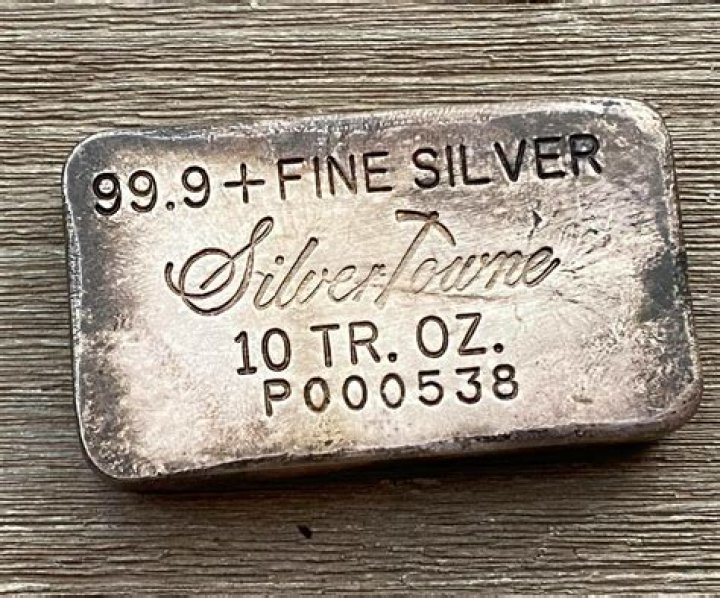 99.9+FINE SILVER
SilverTowne
10 TR. OZ.
P000538